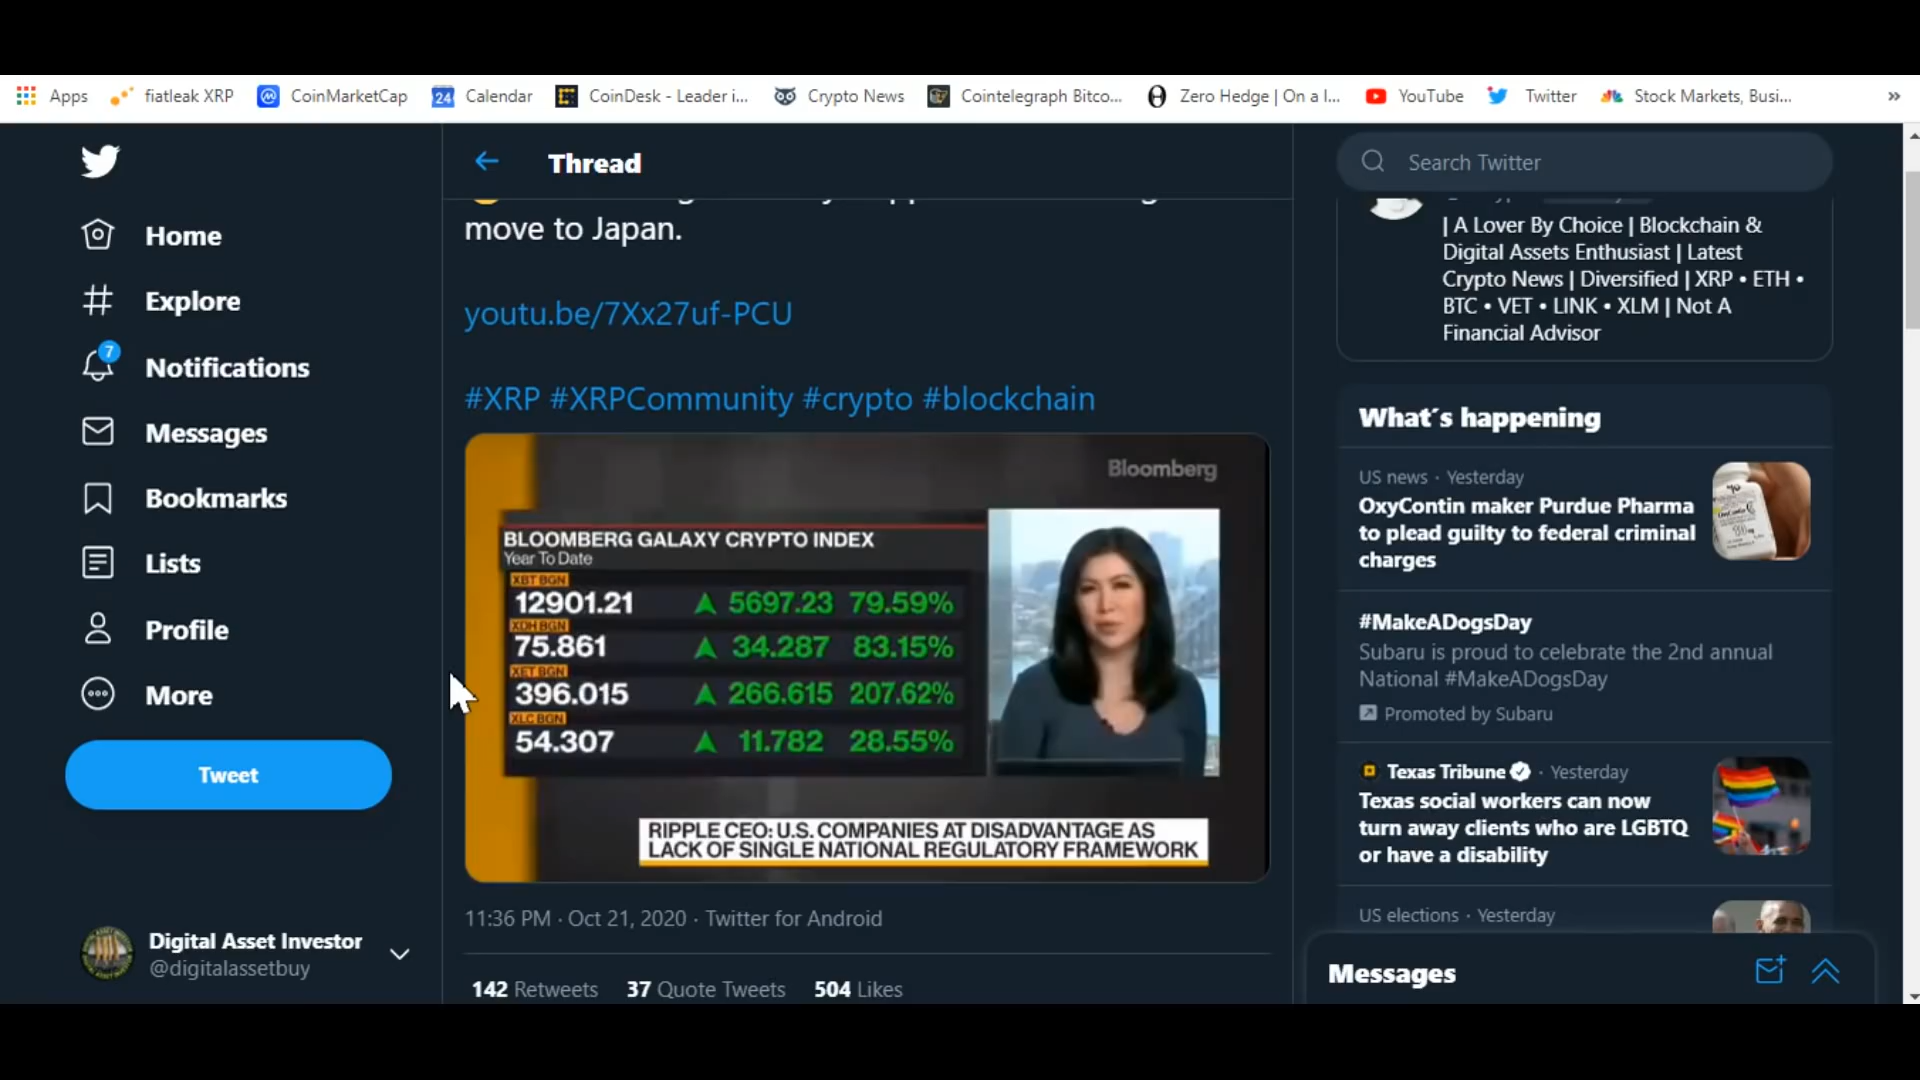 Apps
fiatleak XRP
CoinMarketCap
24
Calendar
CoinDesk - Leader i...
Crypto News
Cointelegraph Bitco...
Zero Hedge | On a l...
YouTube
Twitter
Stock Markets, Busi...
»
Home
Explore
7
Notifications
Messages
Bookmarks
Lists
Profile
More
Tweet
Digital Asset Investor
@digitalassetbuy
Thread
move to Japan.
youtu.be/7Xx27uf-PCU
#XRP #XRPCommunity #crypto #blockchain
Bloomberg
BLOOMBERG GALAXY CRYPTO INDEX
Year To Date
XBT BGN
12901.21 5697.23 79.59%
XDH BGN
75.861 34.287 83.15%
XET BGN
396.015 266.615 207.62%
XLC BGN
54.307 11.782 28.55%
RIPPLE CEO: U.S. COMPANIES AT DISADVANTAGE AS
LACK OF SINGLE NATIONAL REGULATORY FRAMEWORK
11:36 PM · Oct 21, 2020 · Twitter for Android
142 Retweets 37 Quote Tweets 504 Likes
Search Twitter
| A Lover By Choice | Blockchain &
Digital Assets Enthusiast | Latest
Crypto News | Diversified | XRP • ETH •
BTC • VET • LINK • XLM | Not A
Financial Advisor
What's happening
US news · Yesterday
OxyContin maker Purdue Pharma
to plead guilty to federal criminal
charges
#MakeADogsDay
Subaru is proud to celebrate the 2nd annual
National #MakeADogsDay
Promoted by Subaru
Texas Tribune · Yesterday
Texas social workers can now
turn away clients who are LGBTQ
or have a disability
US elections · Yesterday
Messages